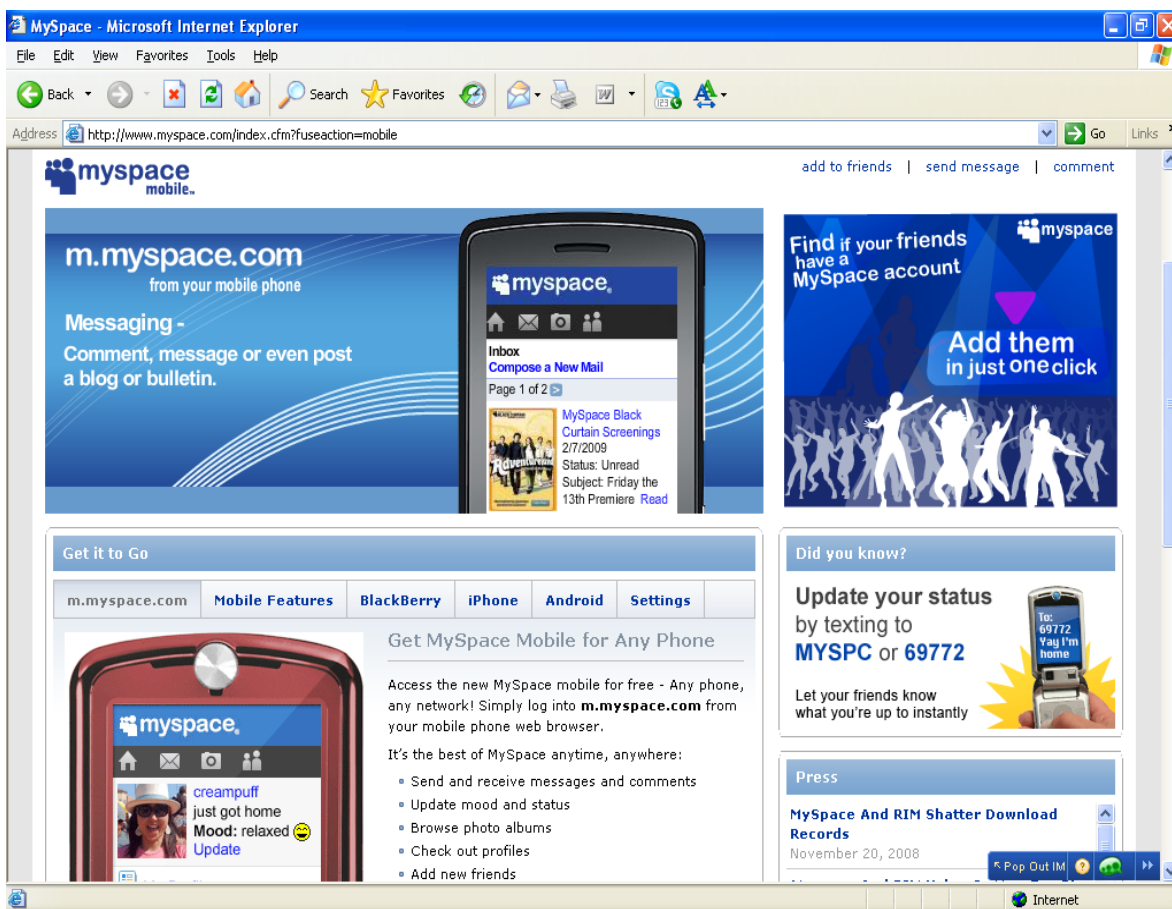 MySpace - Microsoft Internet Explorer
File Edit View Favorites Tools Help
Back Search Favorites
Address http://www.myspace.com/index.cfm?fuseaction=mobile Go Links
myspace
mobile
add to friends | send message | comment
m.myspace.com
from your mobile phone
Messaging -
Comment, message or even post
a blog or bulletin.
myspace.
Inbox
Compose a New Mail
Page 1 of 2 >
MySpace Black
Curtain Screenings
2/7/2009
Status: Unread
Subject: Friday the
13th Premiere Read
Adventureland
myspace
Find if your friends
have a
MySpace account
Add them
in just one click
Get it to Go
m.myspace.com Mobile Features BlackBerry iPhone Android Settings
myspace.
creampuff
just got home
Mood: relaxed
Update
Get MySpace Mobile for Any Phone
Access the new MySpace mobile for free - Any phone,
any network! Simply log into m.myspace.com from
your mobile phone web browser.
It's the best of MySpace anytime, anywhere:
Send and receive messages and comments
Update mood and status
Browse photo albums
Check out profiles
Add new friends
Did you know?
Update your status
by texting to
MYSPC or 69772
Let your friends know
what you're up to instantly
To:
69772
Yay I'm
home
Press
MySpace And RIM Shatter Download
Records
November 20, 2008
Pop Out IM
Internet